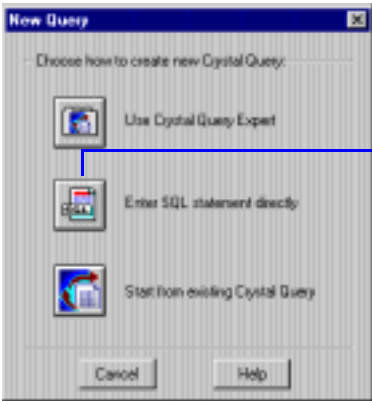 New Query
Choose how to create new Crystal Query:
Use Crystal Query Expert
SQL
Enter SQL statement directly
Start from existing Crystal Query
Cancel
Help